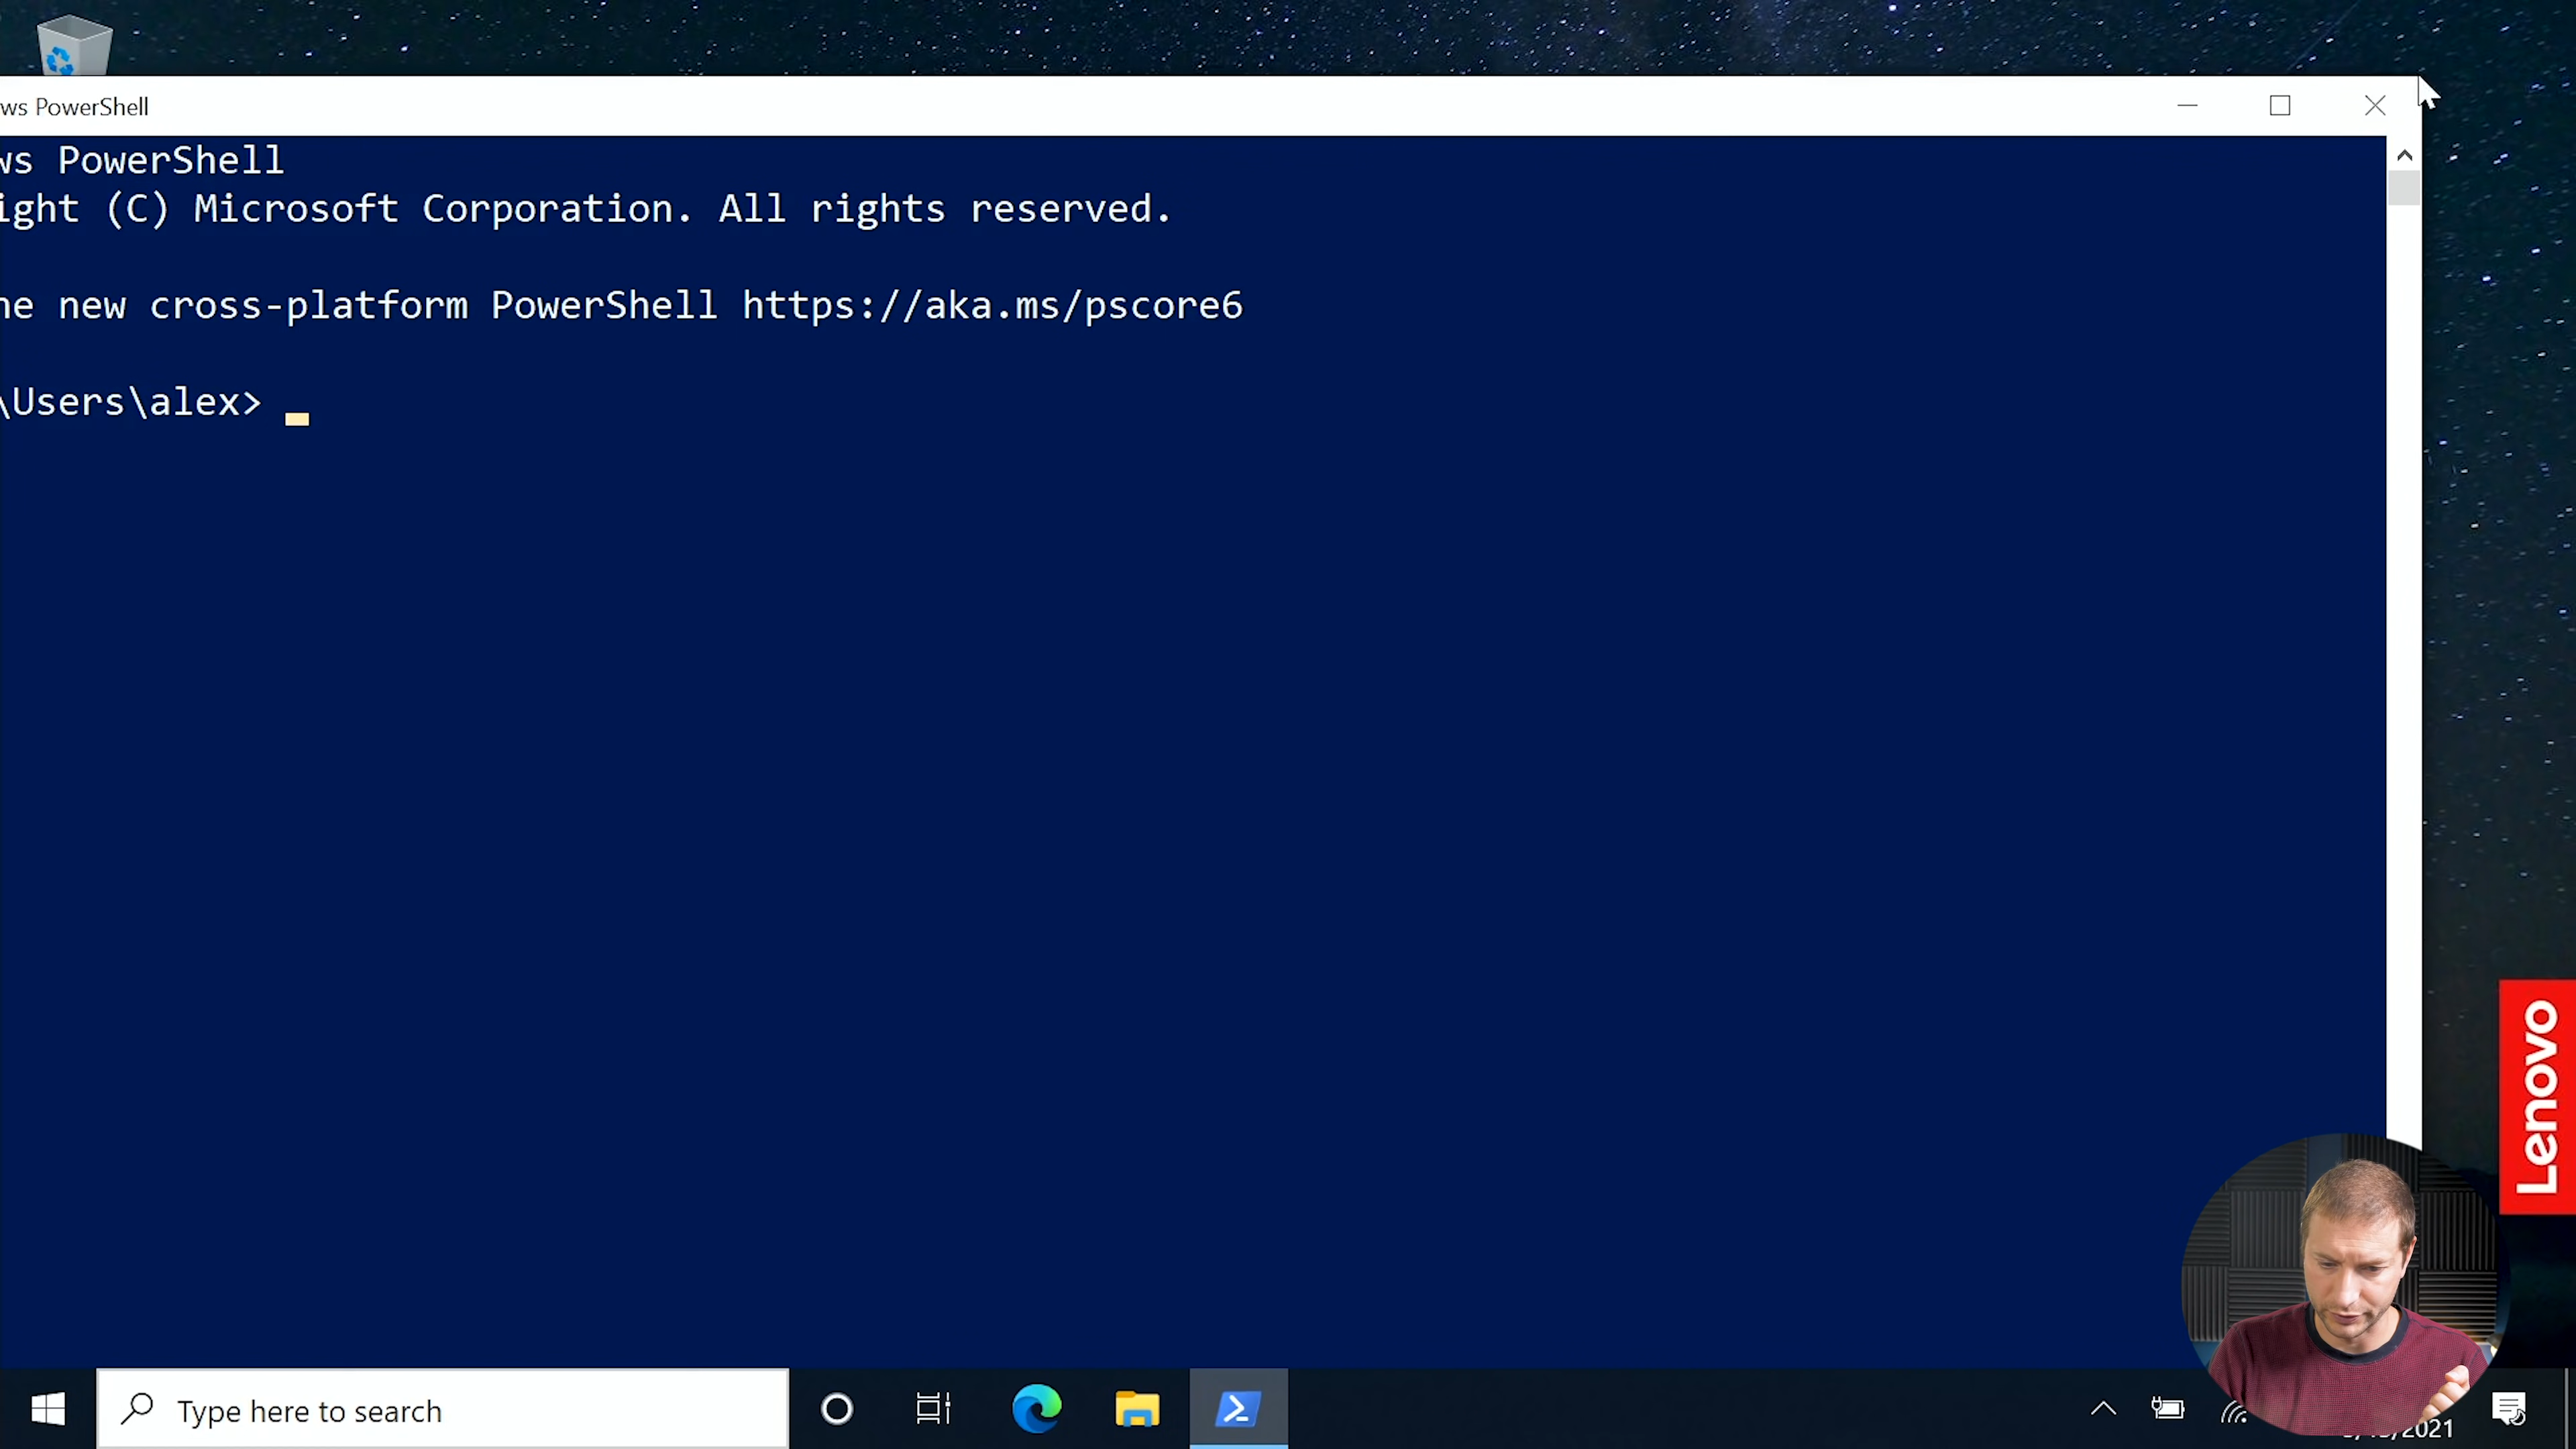 ws PowerShell
ws PowerShell
ight (C) Microsoft Corporation. All rights reserved.
he new cross-platform PowerShell https://aka.ms/pscore6
\Users\alex>
Lenovo
Type here to search
2021